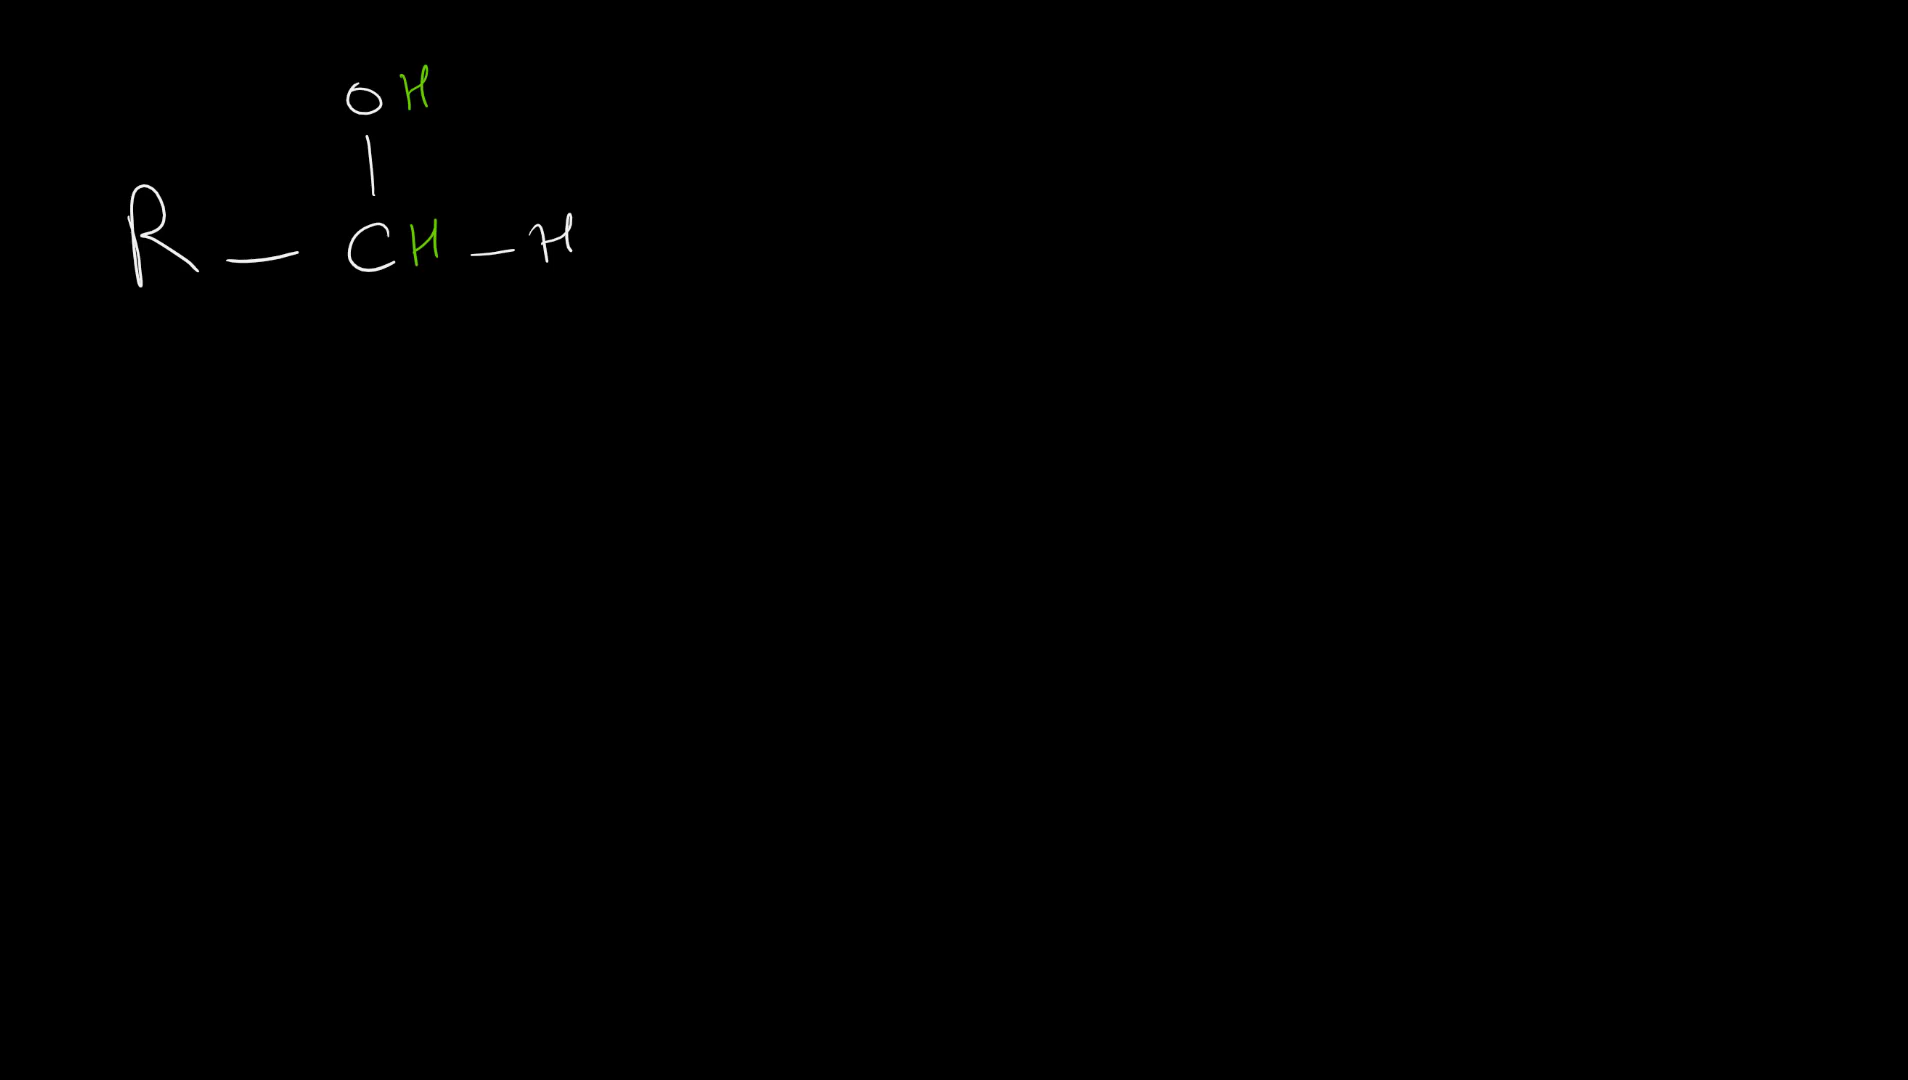 OH
|
R — CH — H